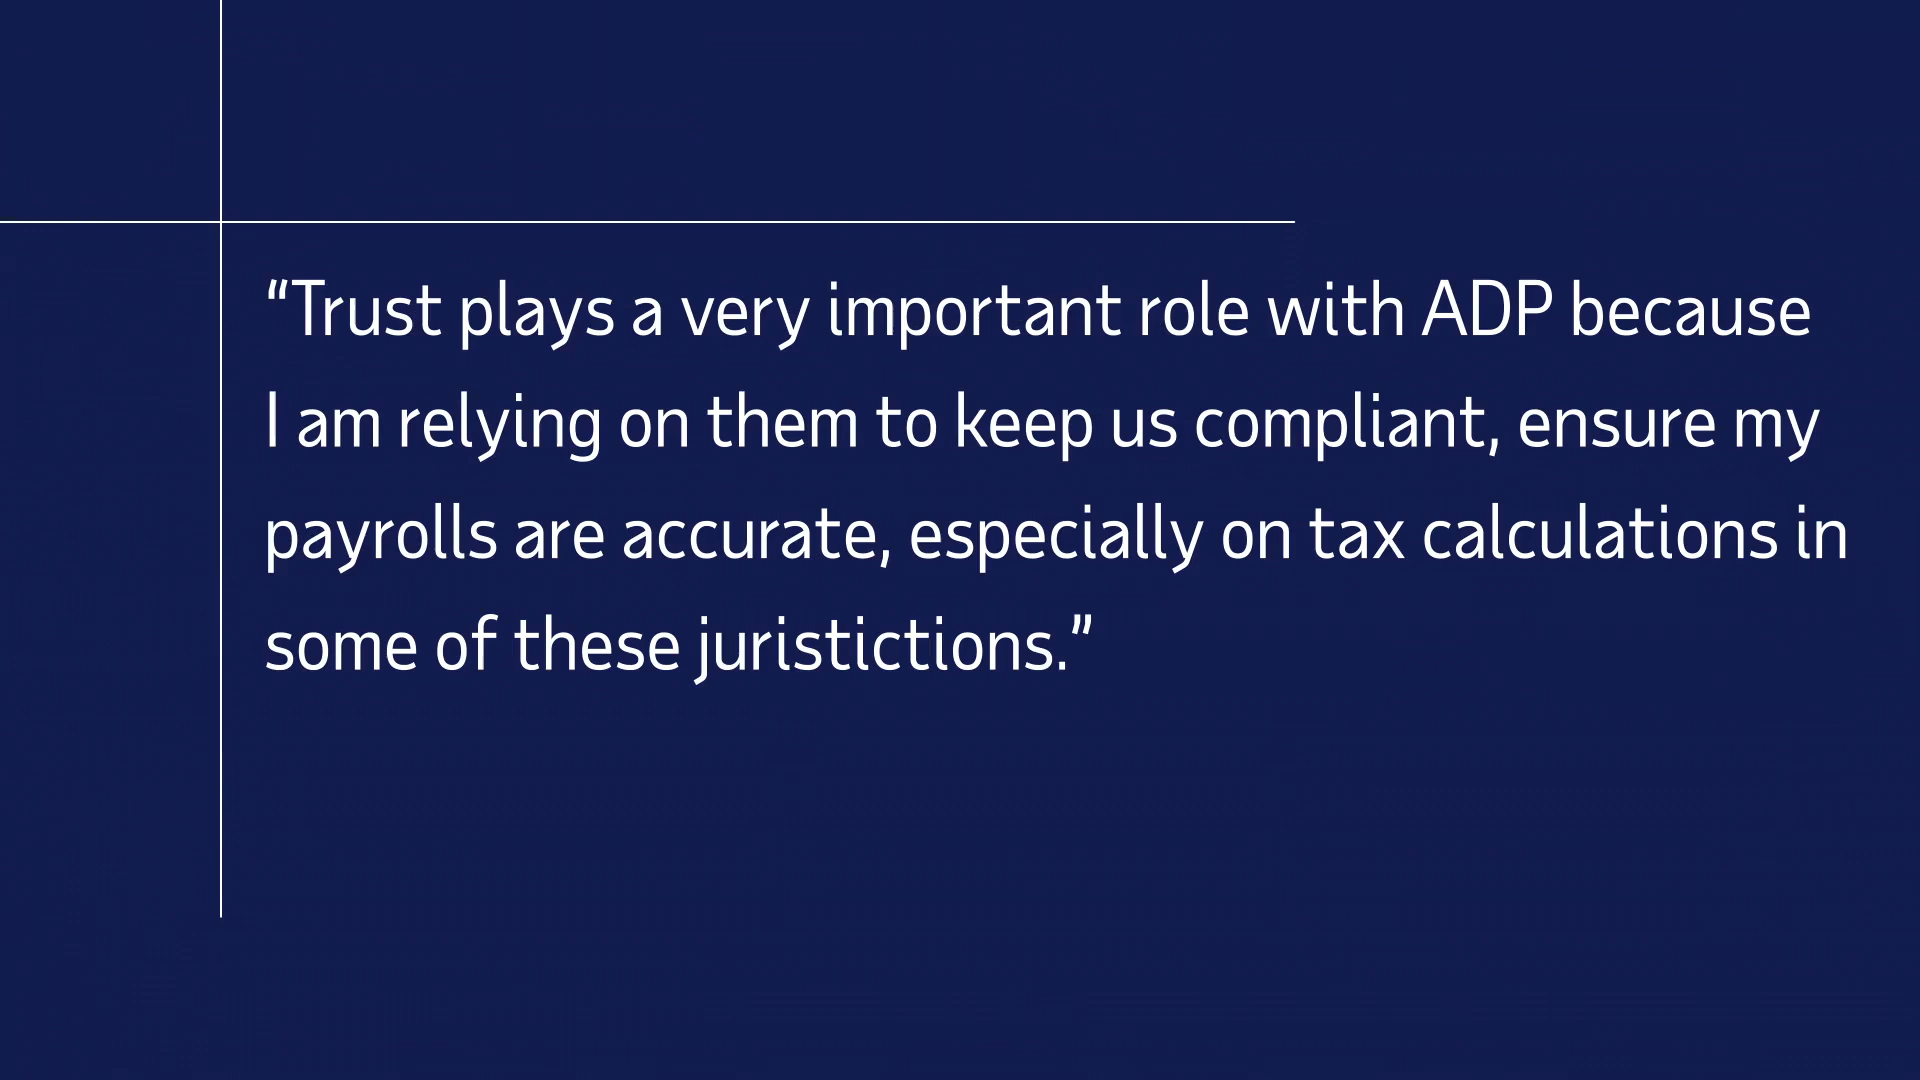 “Trust plays a very important role with ADP because
I am relying on them to keep us compliant, ensure my
payrolls are accurate, especially on tax calculations in
some of these juristictions.”